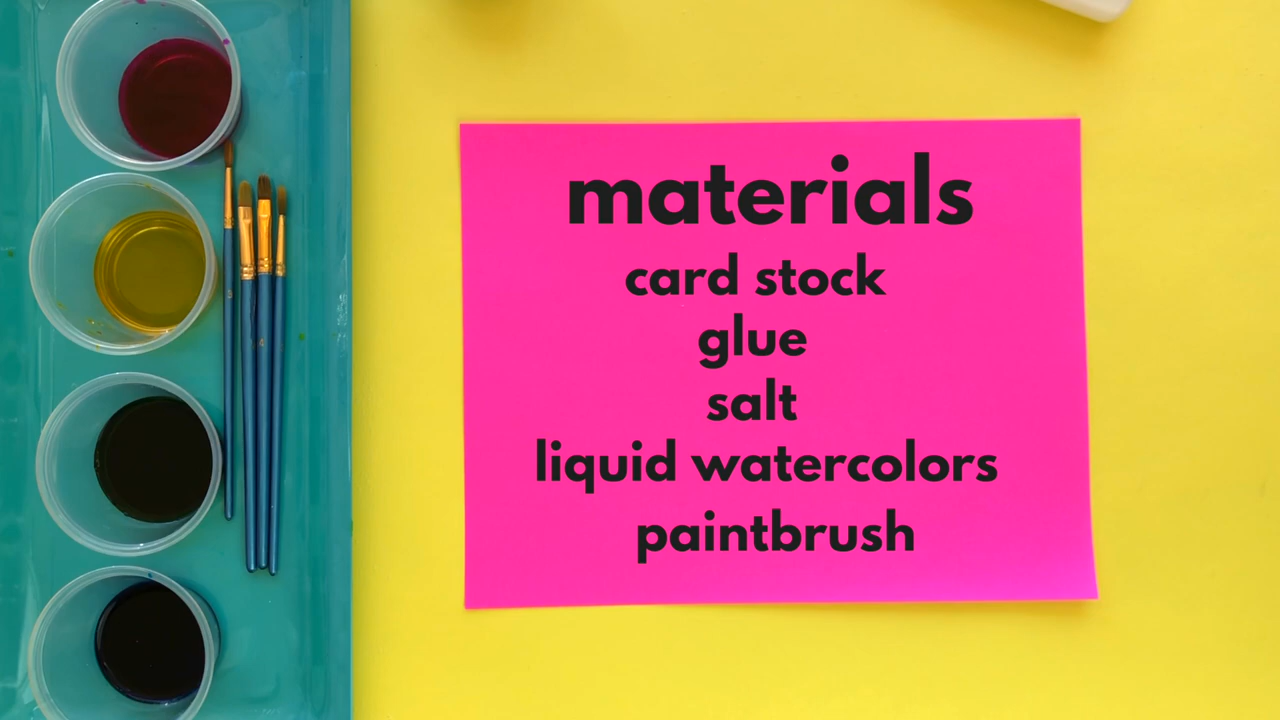 materials
card stock
glue
salt
liquid watercolors
paintbrush